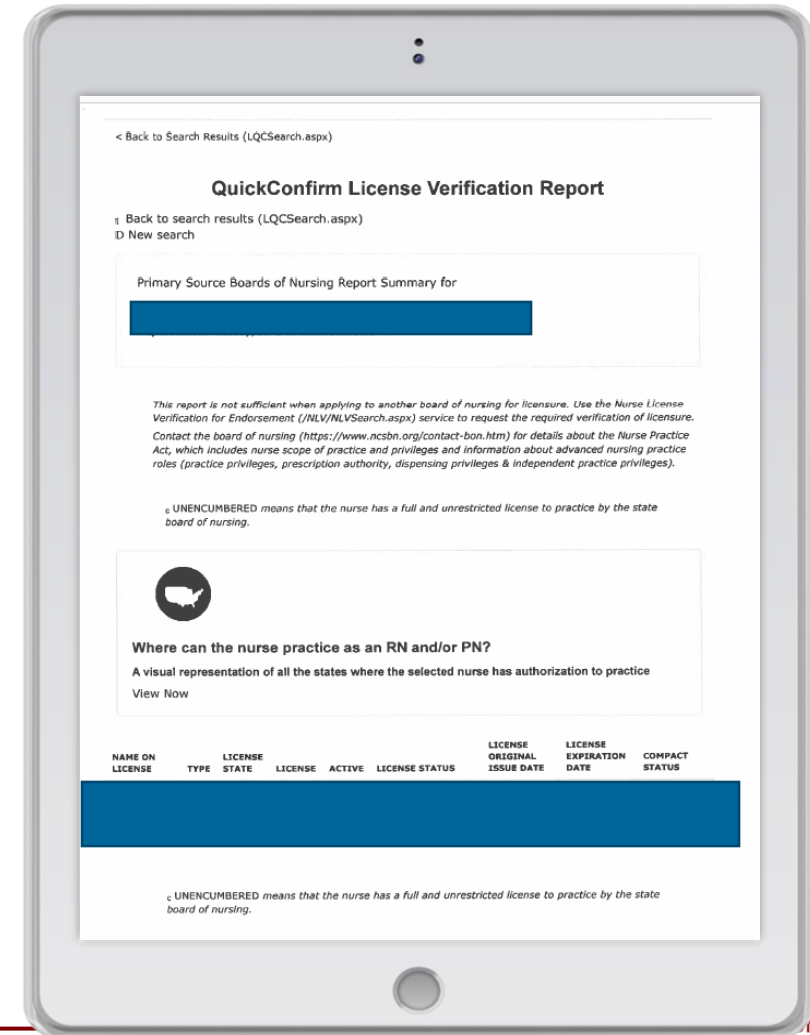 < Back to Search Results (LQCSearch.aspx)
QuickConfirm License Verification Report
Back to search results (LQCSearch.aspx)
D New search
Primary Source Boards of Nursing Report Summary for
This report is not sufficient when applying to another board of nursing for licensure. Use the Nurse License
Verification for Endorsement (/NLV/NLVSearch.aspx) service to request the required verification of licensure.
Contact the board of nursing (https://www.ncsbn.org/contact-bon.htm) for details about the Nurse Practice
Act, which includes nurse scope of practice and privileges and information about advanced nursing practice
roles (practice privileges, prescription authority, dispensing privileges & independent practice privileges).
c UNENCUMBERED means that the nurse has a full and unrestricted license to practice by the state
board of nursing.
Where can the nurse practice as an RN and/or PN?
A visual representation of all the states where the selected nurse has authorization to practice
View Now
NAME ON LICENSE TYPE LICENSE STATE LICENSE ACTIVE LICENSE STATUS LICENSE ORIGINAL ISSUE DATE LICENSE EXPIRATION DATE COMPACT STATUS
c UNENCUMBERED means that the nurse has a full and unrestricted license to practice by the state
board of nursing.